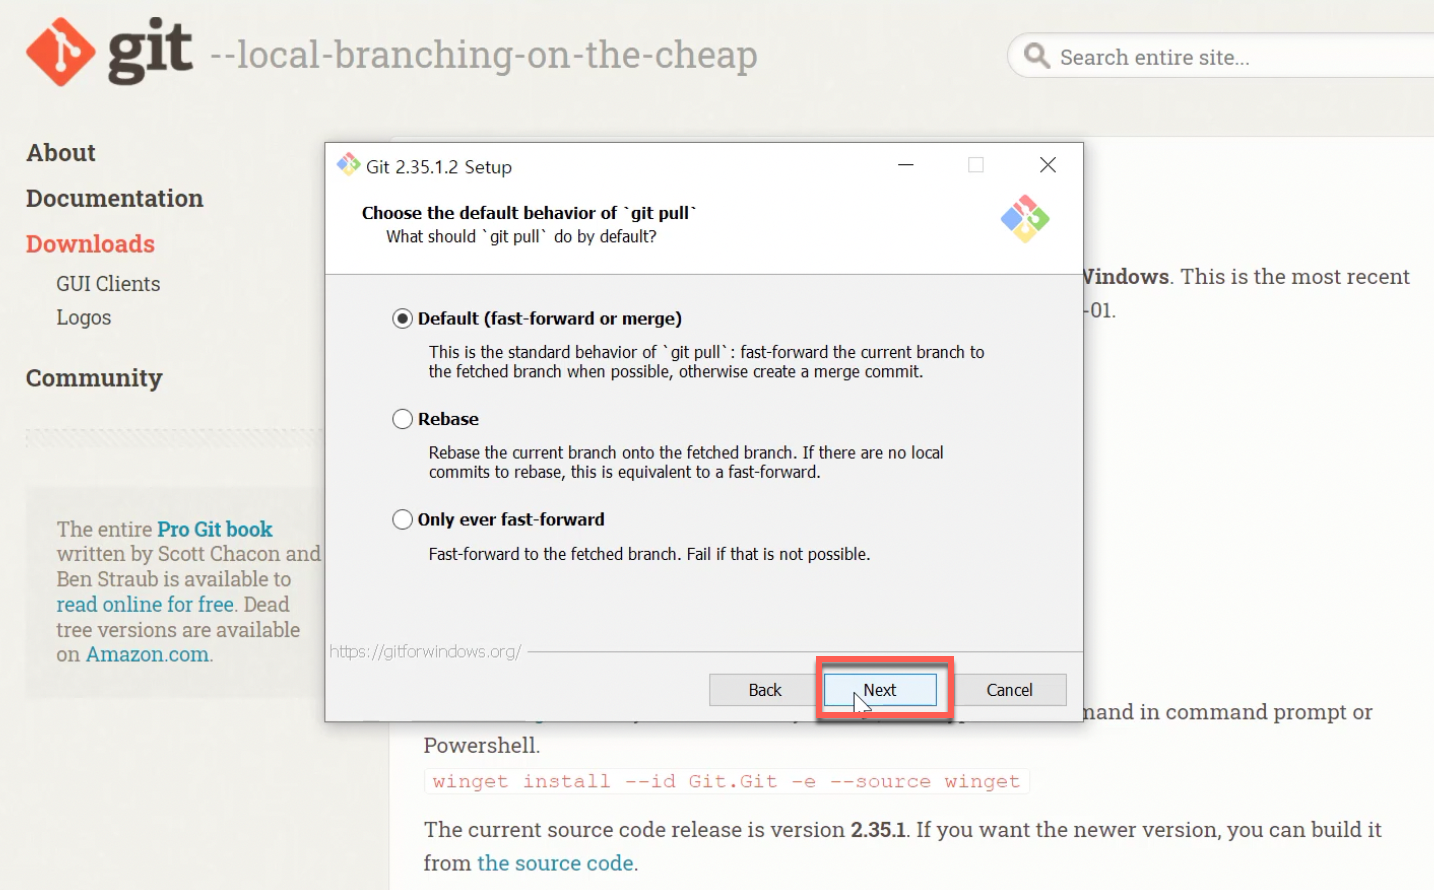 git --local-branching-on-the-cheap
Search entire site...
About
Documentation
Downloads
GUI Clients
Logos
Community
The entire Pro Git book
written by Scott Chacon and
Ben Straub is available to
read online for free. Dead
tree versions are available
on Amazon.com.
Git 2.35.1.2 Setup
Choose the default behavior of `git pull`
What should `git pull` do by default?
Default (fast-forward or merge)
This is the standard behavior of `git pull`: fast-forward the current branch to
the fetched branch when possible, otherwise create a merge commit.
Rebase
Rebase the current branch onto the fetched branch. If there are no local
commits to rebase, this is equivalent to a fast-forward.
Only ever fast-forward
Fast-forward to the fetched branch. Fail if that is not possible.
https://gitforwindows.org/
Back
Next
Cancel
Windows. This is the most recent
-01.
mand in command prompt or
Powershell.
winget install --id Git.Git -e --source winget
The current source code release is version 2.35.1. If you want the newer version, you can build it
from the source code.